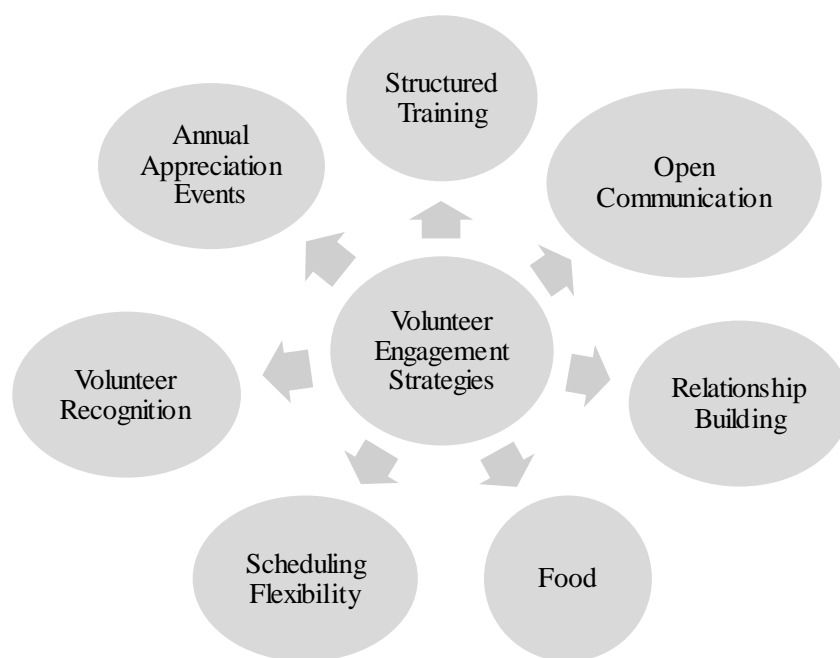 Structured
Training
Annual
Appreciation
Events
Open
Communication
Volunteer
Engagement
Strategies
Volunteer
Recognition
Relationship
Building
Scheduling
Flexibility
Food